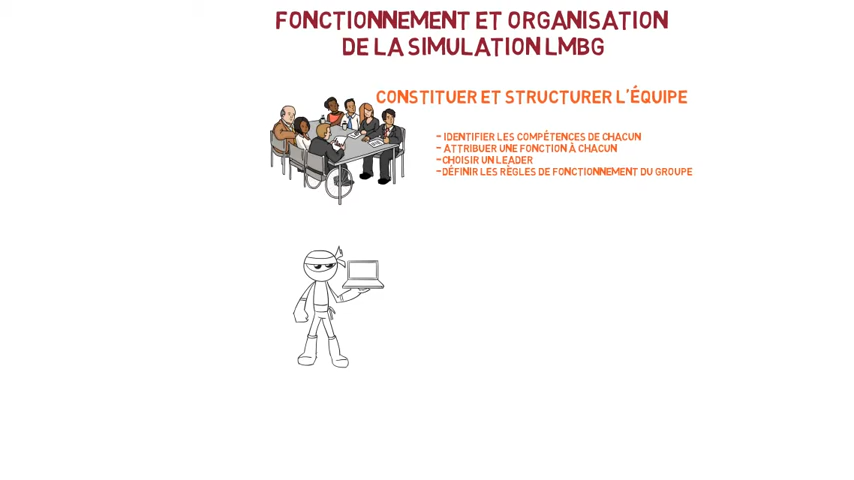 FONCTIONNEMENT ET ORGANISATION
DE LA SIMULATION LMBG
CONSTITUER ET STRUCTURER L'ÉQUIPE
- IDENTIFIER LES COMPÉTENCES DE CHACUN
- ATTRIBUER UNE FONCTION À CHACUN
-CHOISIR UN LEADER
-DÉFINIR LES RÈGLES DE FONCTIONNEMENT DU GROUPE